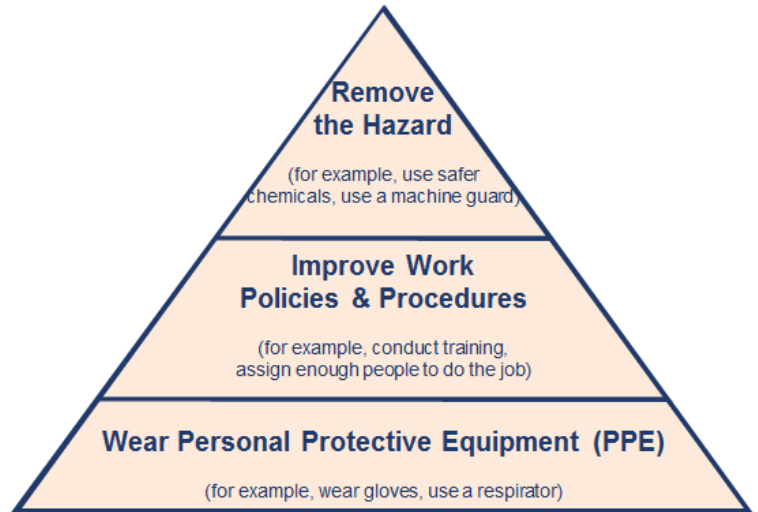 Remove
the Hazard
(for example, use safer
chemicals, use a machine guard)
Improve Work
Policies & Procedures
(for example, conduct training,
assign enough people to do the job)
Wear Personal Protective Equipment (PPE)
(for example, wear gloves, use a respirator)